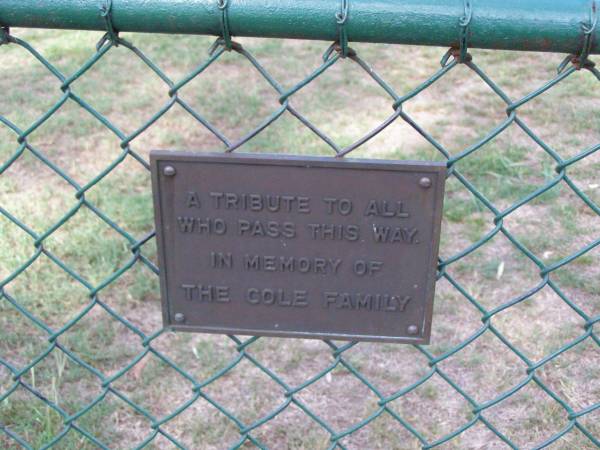 A TRIBUTE TO ALL
WHO PASS THIS WAY.
IN MEMORY OF
THE COLE FAMILY